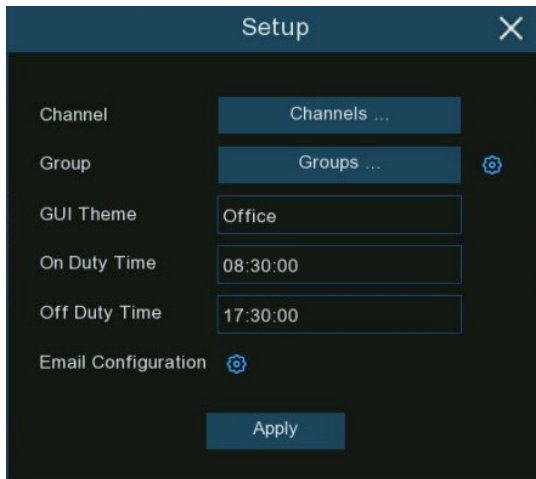 Setup
Channel Channels ...
Group Groups ...
GUI Theme Office
On Duty Time 08:30:00
Off Duty Time 17:30:00
Email Configuration
Apply